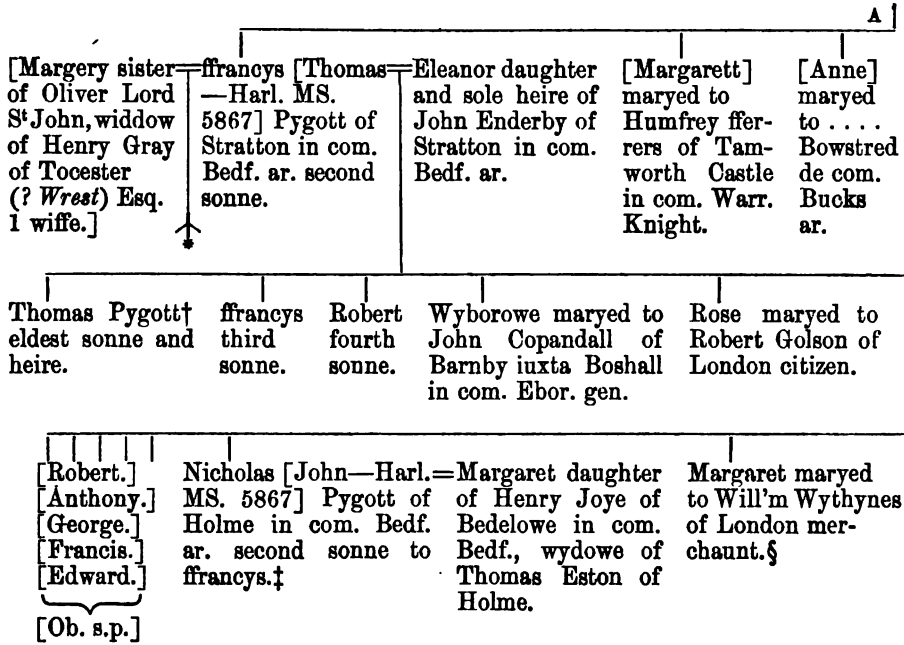 A
[Margery sister
of Oliver Lord
St John, widdow
of Henry Gray
of Tocester
(? Wrest) Esq.
1 wiffe.]
*
=ffrancys [Thomas=
—Harl. MS.
5867] Pygott of
Stratton in com.
Bedf. ar. second
sonne.
Eleanor daughter
and sole heire of
John Enderby of
Stratton in com.
Bedf. ar.
[Margarett]
maryed to
Humfrey ffer-
rers of Tam-
worth Castle
in com. Warr.
Knight.
[Anne]
maryed
to ....
Bowstred
de com.
Bucks
ar.
Thomas Pygott†
eldest sonne and
heire.
ffrancys
third
sonne.
Robert
fourth
sonne.
Wyborowe maryed to
John Copandall of
Barnby iuxta Boshall
in com. Ebor. gen.
Rose maryed to
Robert Golson of
London citizen.
[Robert.]
[Anthony.]
[George.]
[Francis.]
[Edward.]
[Ob. s.p.]
Nicholas [John—Harl.=
MS. 5867] Pygott of
Holme in com. Bedf.
ar. second sonne to
ffrancys.‡
Margaret daughter
of Henry Joye of
Bedelowe in com.
Bedf., wydowe of
Thomas Eston of
Holme.
Margaret maryed
to Will'm Wythynes
of London mer-
chaunt.§